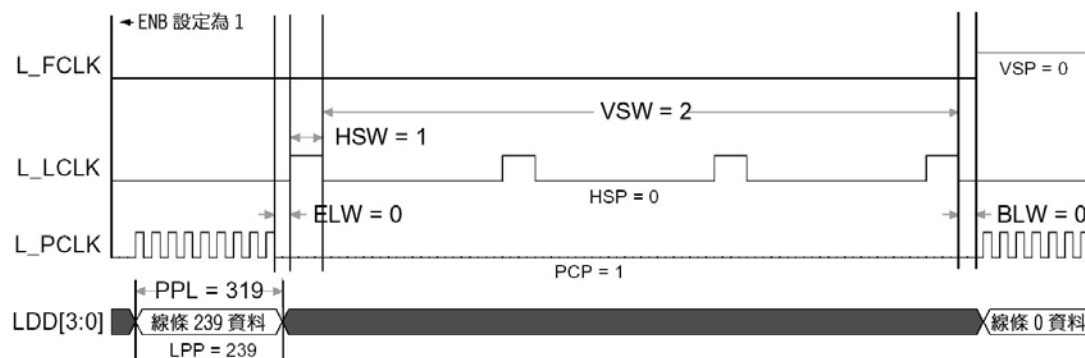 ENB 設定為 1
L_FCLK
VSP = 0
VSW = 2
HSW = 1
L_LCLK
HSP = 0
ELW = 0
BLW = 0
L_PCLK
PCP = 1
PPL = 319
LDD[3:0]
線條 239 資料
線條 0 資料
LPP = 239